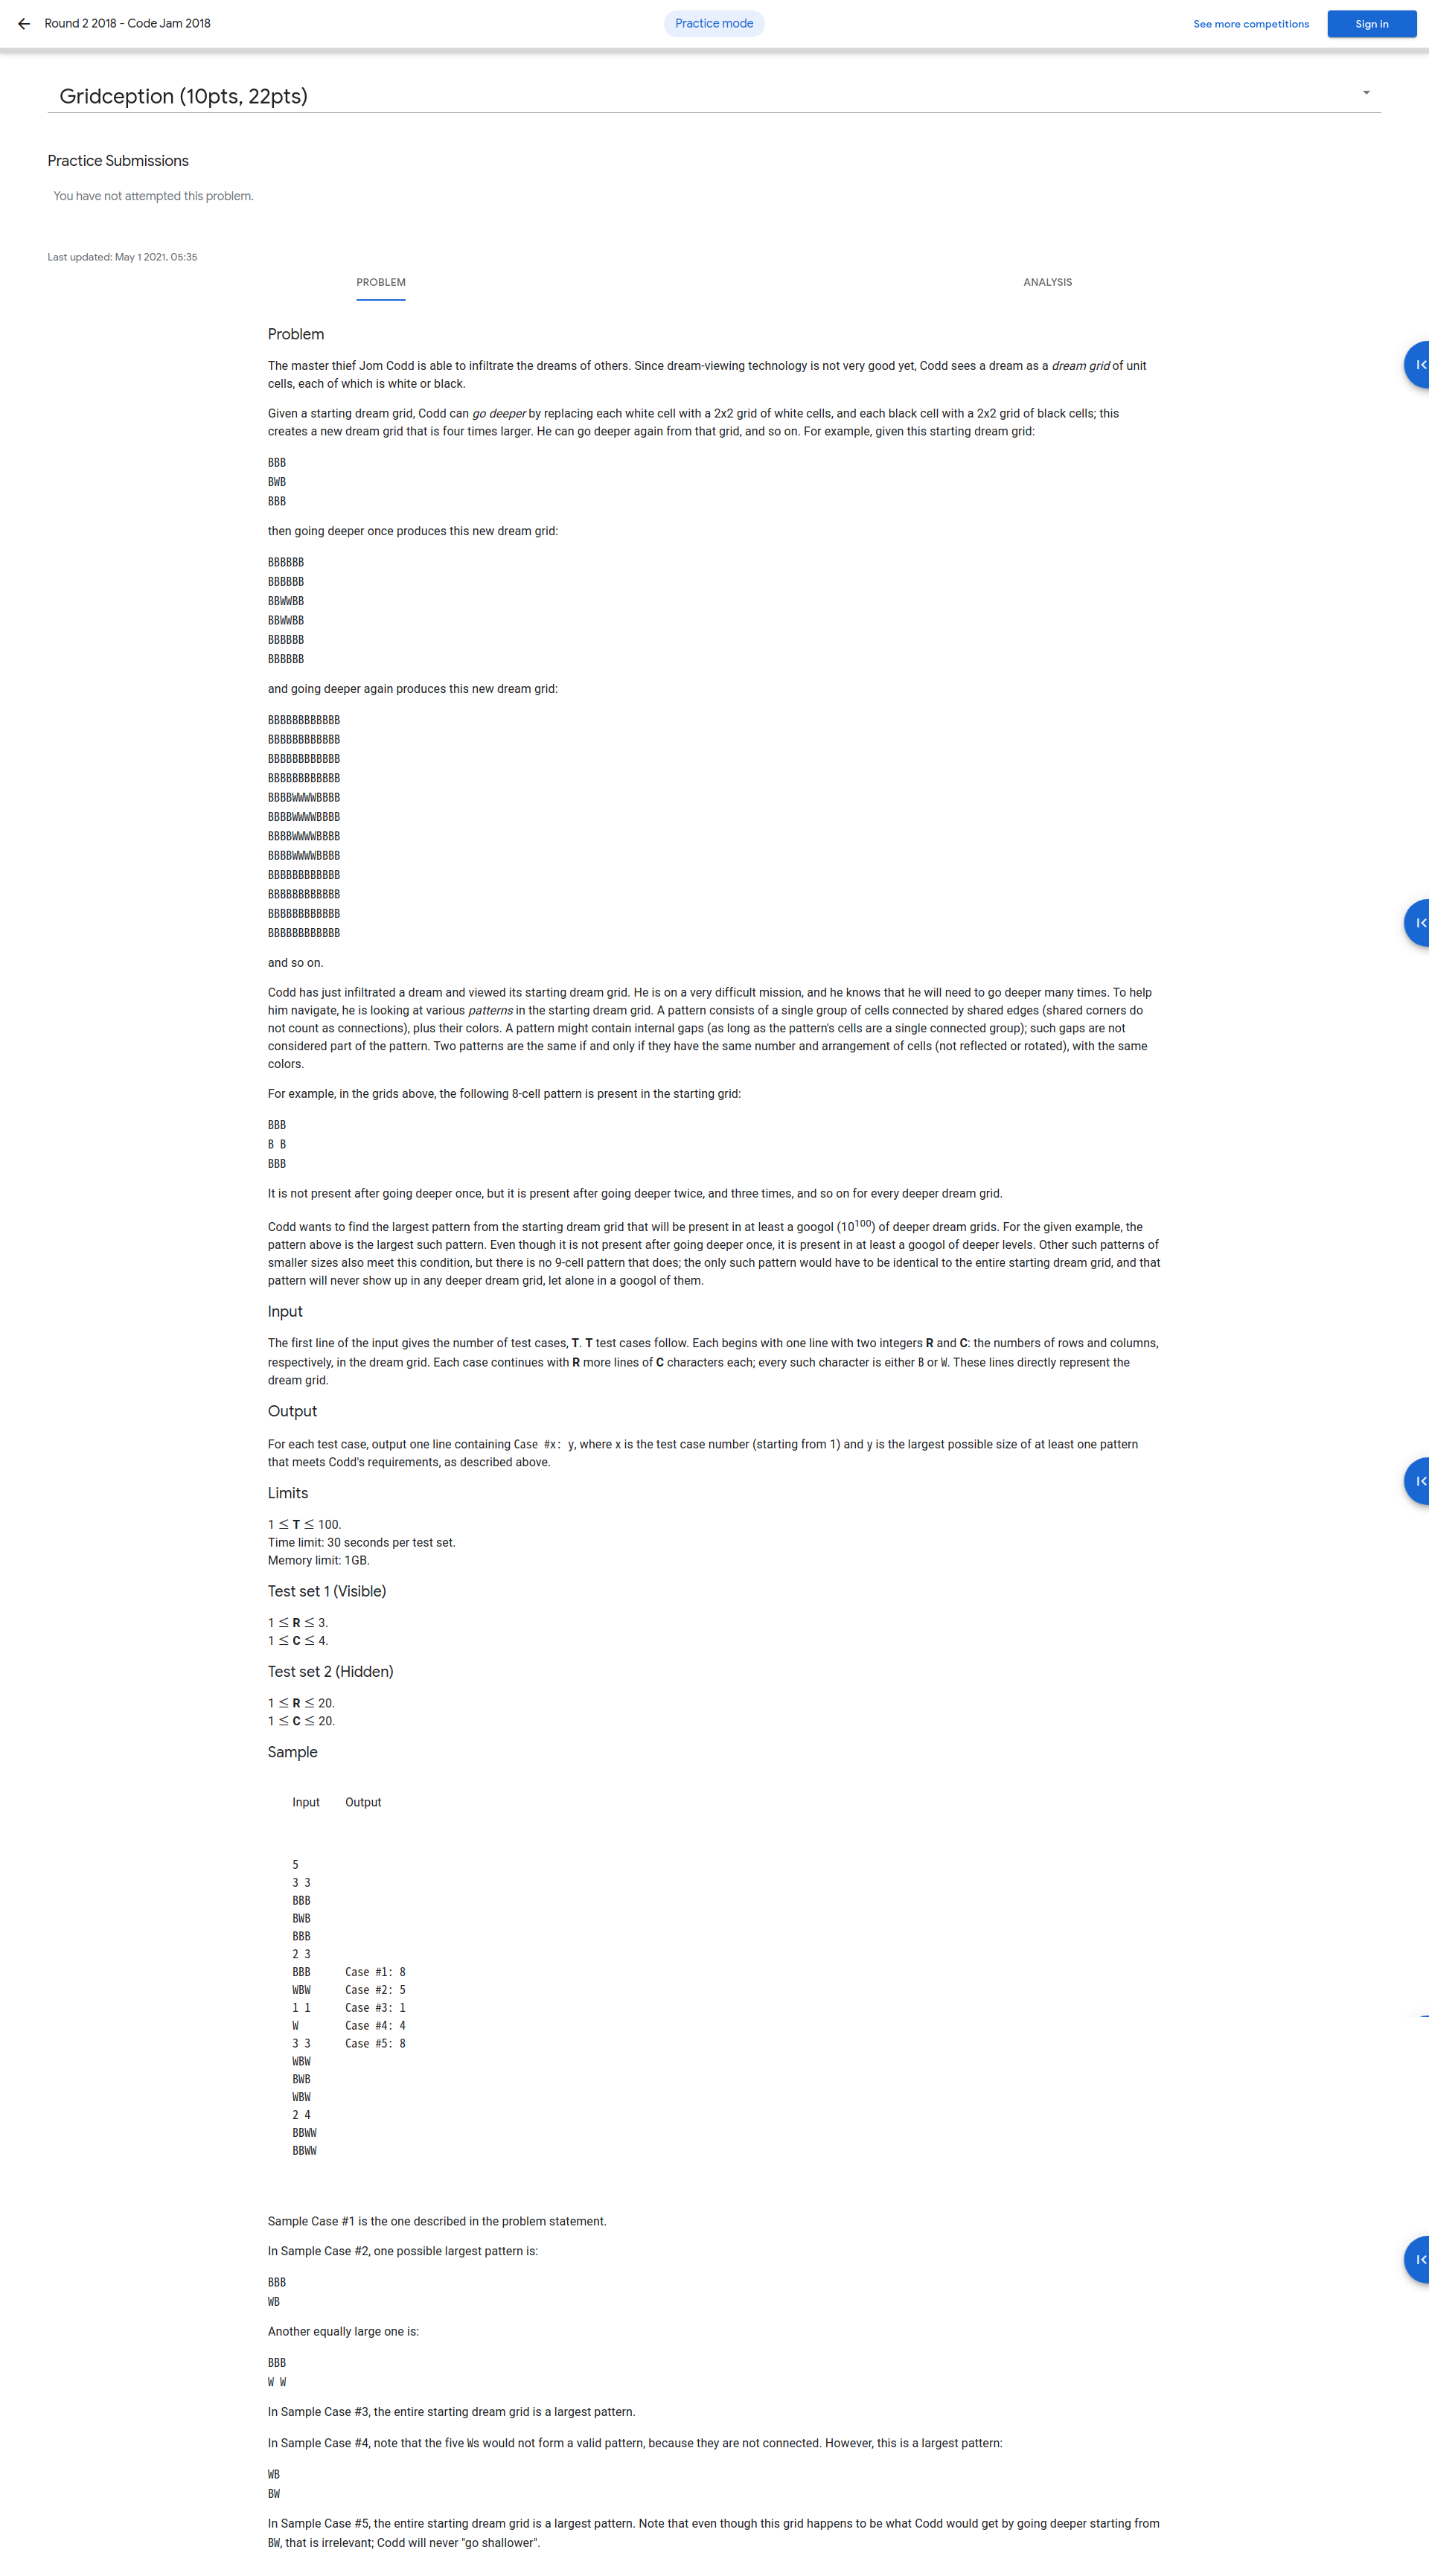 Round 2 2018 - Code Jam 2018
Practice mode
See more competitions
Sign in
Gridception (10pts, 22pts)
Practice Submissions
You have not attempted this problem.
Last updated: May 1 2021, 05:35
PROBLEM
ANALYSIS
Problem
The master thief Jom Codd is able to infiltrate the dreams of others. Since dream-viewing technology is not very good yet, Codd sees a dream as a dream grid of unit
cells, each of which is white or black.
Given a starting dream grid, Codd can go deeper by replacing each white cell with a 2x2 grid of white cells, and each black cell with a 2x2 grid of black cells; this
creates a new dream grid that is four times larger. He can go deeper again from that grid, and so on. For example, given this starting dream grid:
BBB
BWB
BBB
then going deeper once produces this new dream grid:
BBBBBB
BBBBBB
BBWWBB
BBWWBB
BBBBBB
BBBBBB
and going deeper again produces this new dream grid:
BBBBBBBBBBBB
BBBBBBBBBBBB
BBBBBBBBBBBB
BBBBBBBBBBBB
BBBBWWWWBBBB
BBBBWWWWBBBB
BBBBWWWWBBBB
BBBBWWWWBBBB
BBBBBBBBBBBB
BBBBBBBBBBBB
BBBBBBBBBBBB
BBBBBBBBBBBB
and so on.
Codd has just infiltrated a dream and viewed its starting dream grid. He is on a very difficult mission, and he knows that he will need to go deeper many times. To help
him navigate, he is looking at various patterns in the starting dream grid. A pattern consists of a single group of cells connected by shared edges (shared corners do
not count as connections), plus their colors. A pattern might contain internal gaps (as long as the pattern's cells are a single connected group); such gaps are not
considered part of the pattern. Two patterns are the same if and only if they have the same number and arrangement of cells (not reflected or rotated), with the same
colors.
For example, in the grids above, the following 8-cell pattern is present in the starting grid:
BBB
B B
BBB
It is not present after going deeper once, but it is present after going deeper twice, and three times, and so on for every deeper dream grid.
Codd wants to find the largest pattern from the starting dream grid that will be present in at least a googol (10^100) of deeper dream grids. For the given example, the
pattern above is the largest such pattern. Even though it is not present after going deeper once, it is present in at least a googol of deeper levels. Other such patterns of
smaller sizes also meet this condition, but there is no 9-cell pattern that does; the only such pattern would have to be identical to the entire starting dream grid, and that
pattern will never show up in any deeper dream grid, let alone in a googol of them.
Input
The first line of the input gives the number of test cases, T. T test cases follow. Each begins with one line with two integers R and C: the numbers of rows and columns,
respectively, in the dream grid. Each case continues with R more lines of C characters each; every such character is either B or W. These lines directly represent the
dream grid.
Output
For each test case, output one line containing Case #x: y, where x is the test case number (starting from 1) and y is the largest possible size of at least one pattern
that meets Codd's requirements, as described above.
Limits
1 ≤ T ≤ 100.
Time limit: 30 seconds per test set.
Memory limit: 1GB.
Test set 1 (Visible)
1 ≤ R ≤ 3.
1 ≤ C ≤ 4.
Test set 2 (Hidden)
1 ≤ R ≤ 20.
1 ≤ C ≤ 20.
Sample
Input Output
5
3 3
BBB
BWB
BBB
2 3
BBB Case #1: 8
WBW Case #2: 5
1 1 Case #3: 1
W Case #4: 4
3 3 Case #5: 8
WBW
BWB
WBW
2 4
BBWW
BBWW
Sample Case #1 is the one described in the problem statement.
In Sample Case #2, one possible largest pattern is:
BBB
WB
Another equally large one is:
BBB
W W
In Sample Case #3, the entire starting dream grid is a largest pattern.
In Sample Case #4, note that the five Ws would not form a valid pattern, because they are not connected. However, this is a largest pattern:
WB
BW
In Sample Case #5, the entire starting dream grid is a largest pattern. Note that even though this grid happens to be what Codd would get by going deeper starting from
BW, that is irrelevant; Codd will never "go shallower".